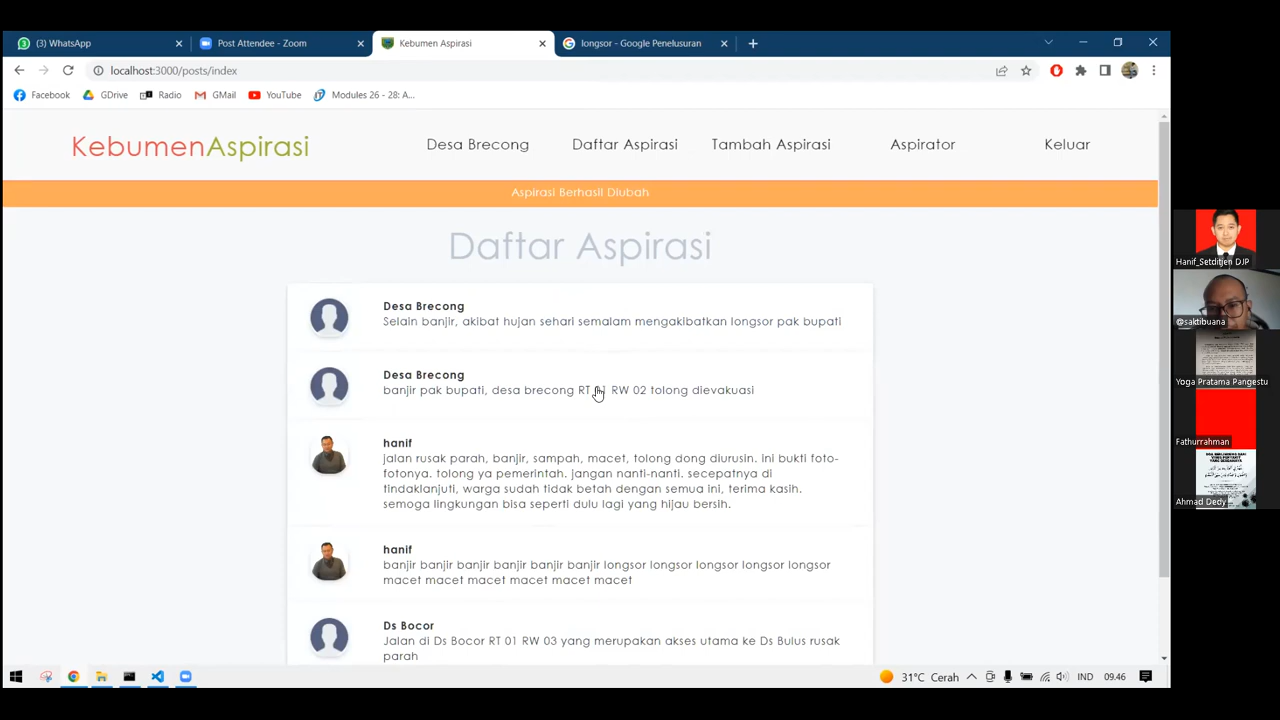 (3) WhatsApp
Post Attendee - Zoom
Kebumen Aspirasi
longsor - Google Penelusuran
localhost:3000/posts/index
Facebook
GDrive
Radio
GMail
YouTube
Modules 26 - 28: A...
KebumenAspirasi
Desa Brecong
Daftar Aspirasi
Tambah Aspirasi
Aspirator
Keluar
Aspirasi Berhasil Diubah
Daftar Aspirasi
Desa Brecong
Selain banjir, akibat hujan sehari semalam mengakibatkan longsor pak bupati
Desa Brecong
banjir pak bupati, desa brecong RT 01 RW 02 tolong dievakuasi
hanif
jalan rusak parah, banjir, sampah, macet, tolong dong diurusin. ini bukti foto-
fotonya. tolong ya pemerintah. jangan nanti-nanti. secepatnya di
tindaklanjuti, warga sudah tidak betah dengan semua ini, terima kasih.
semoga lingkungan bisa seperti dulu lagi yang hijau bersih.
hanif
banjir banjir banjir banjir banjir banjir longsor longsor longsor longsor longsor
macet macet macet macet macet macet
Ds Bocor
Jalan di Ds Bocor RT 01 RW 03 yang merupakan akses utama ke Ds Bulus rusak
parah
Hanif_Setditjen DJP
@saktibuana
Yoga Pratama Pangestu
Fathurrahman
Ahmad Dedy
31°C Cerah
IND
09.46